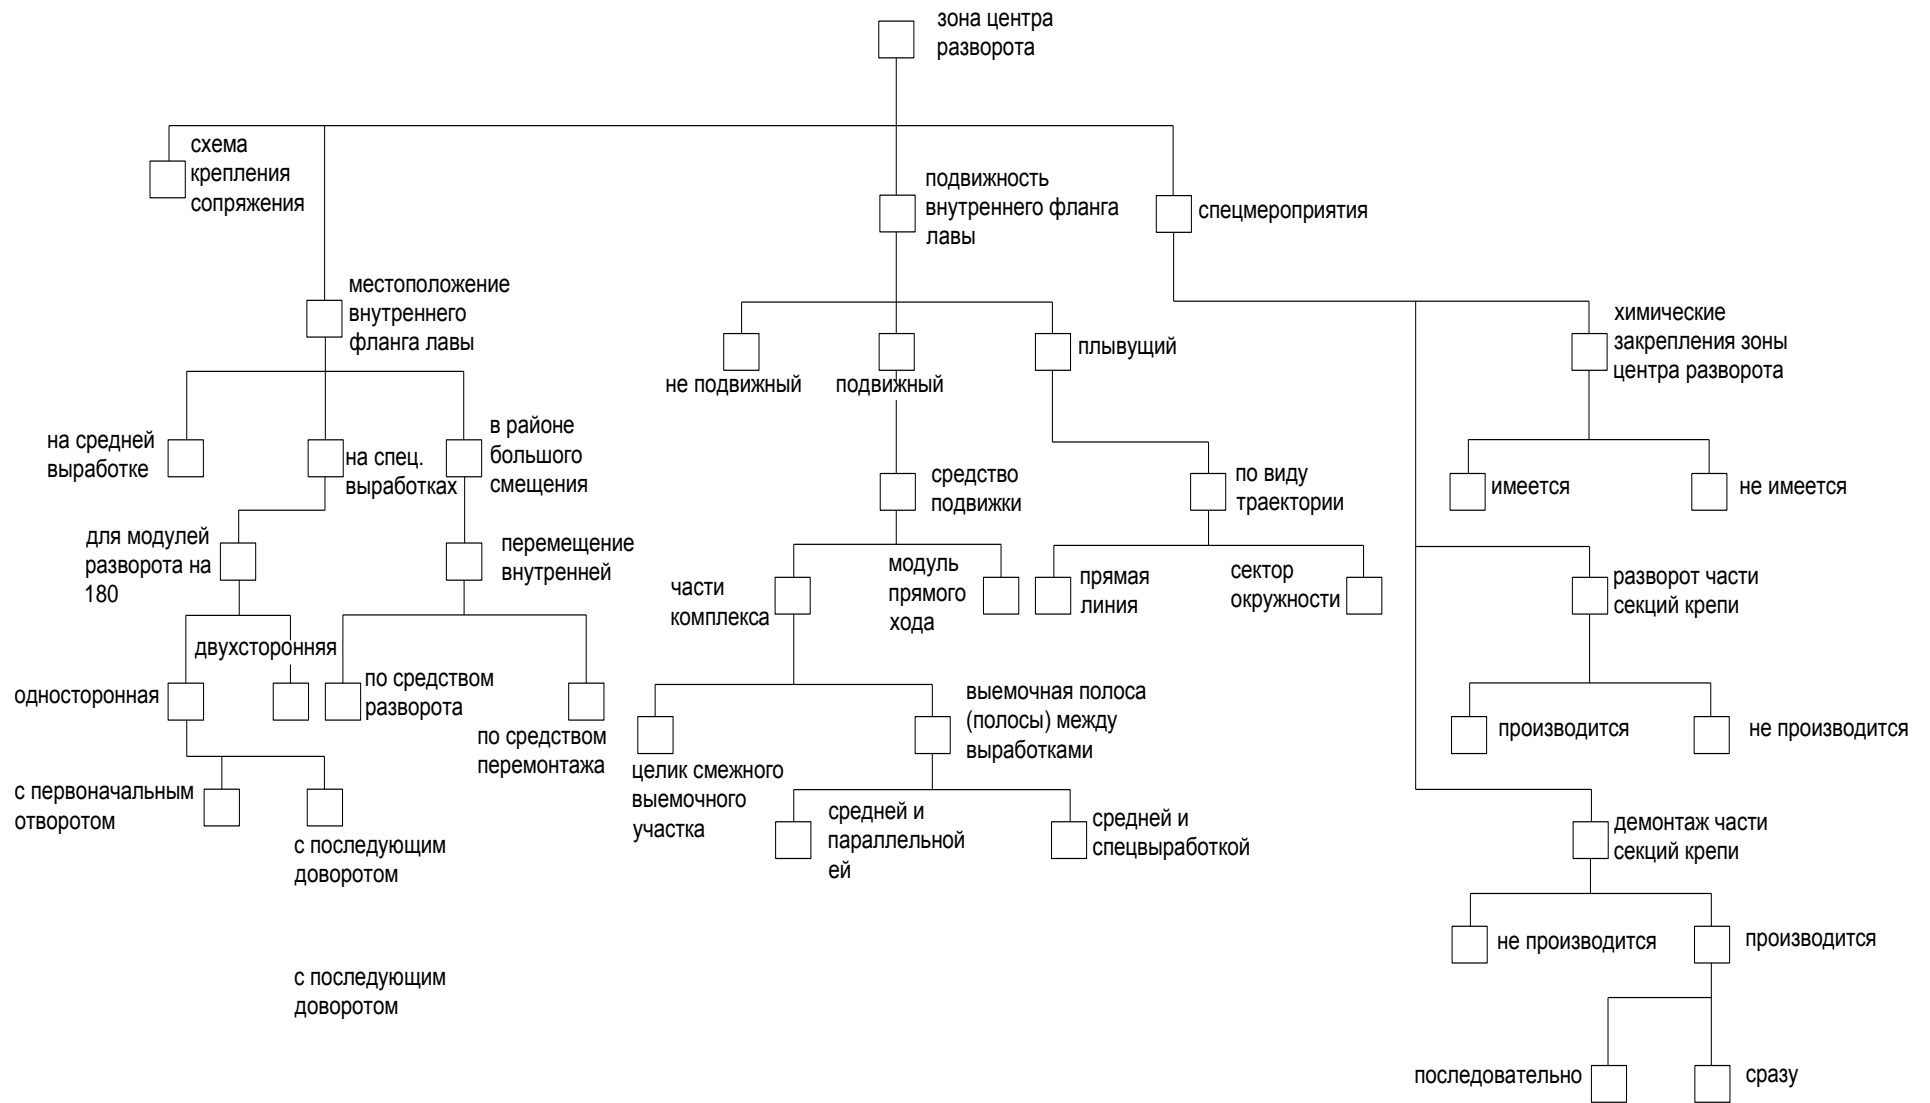 зона центра
разворота
схема
крепления
сопряжения
подвижность
внутреннего фланга
лавы
спецмероприятия
местоположение
внутреннего
фланга лавы
не подвижный
подвижный
плывущий
химические
закрепления зоны
центра разворота
на средней
выработке
на спец.
выработках
в районе
большого
смещения
средство
подвижки
по виду
траектории
имеется
не имеется
для модулей
разворота на
180
перемещение
внутренней
части
комплекса
модуль
прямого
хода
прямая
линия
сектор
окружности
разворот части
секций крепи
двухсторонняя
односторонная
по средством
разворота
по средством
перемонтажа
целик смежного
выемочного
участка
выемочная полоса
(полосы) между
выработками
производится
не производится
с первоначальным
отворотом
с последующим
доворотом
средней и
параллельной
ей
средней и
спецвыработкой
демонтаж части
секций крепи
не производится
производится
с последующим
доворотом
последовательно
сразу